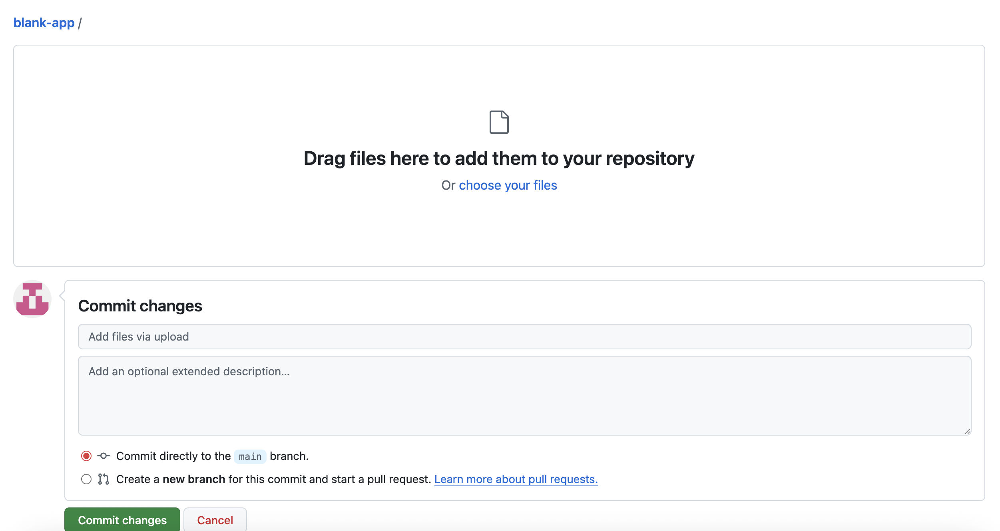 blank-app /
Drag files here to add them to your repository
Or choose your files
Commit changes
Add files via upload
Add an optional extended description...
Commit directly to the main branch.
Create a new branch for this commit and start a pull request. Learn more about pull requests.
Commit changes Cancel